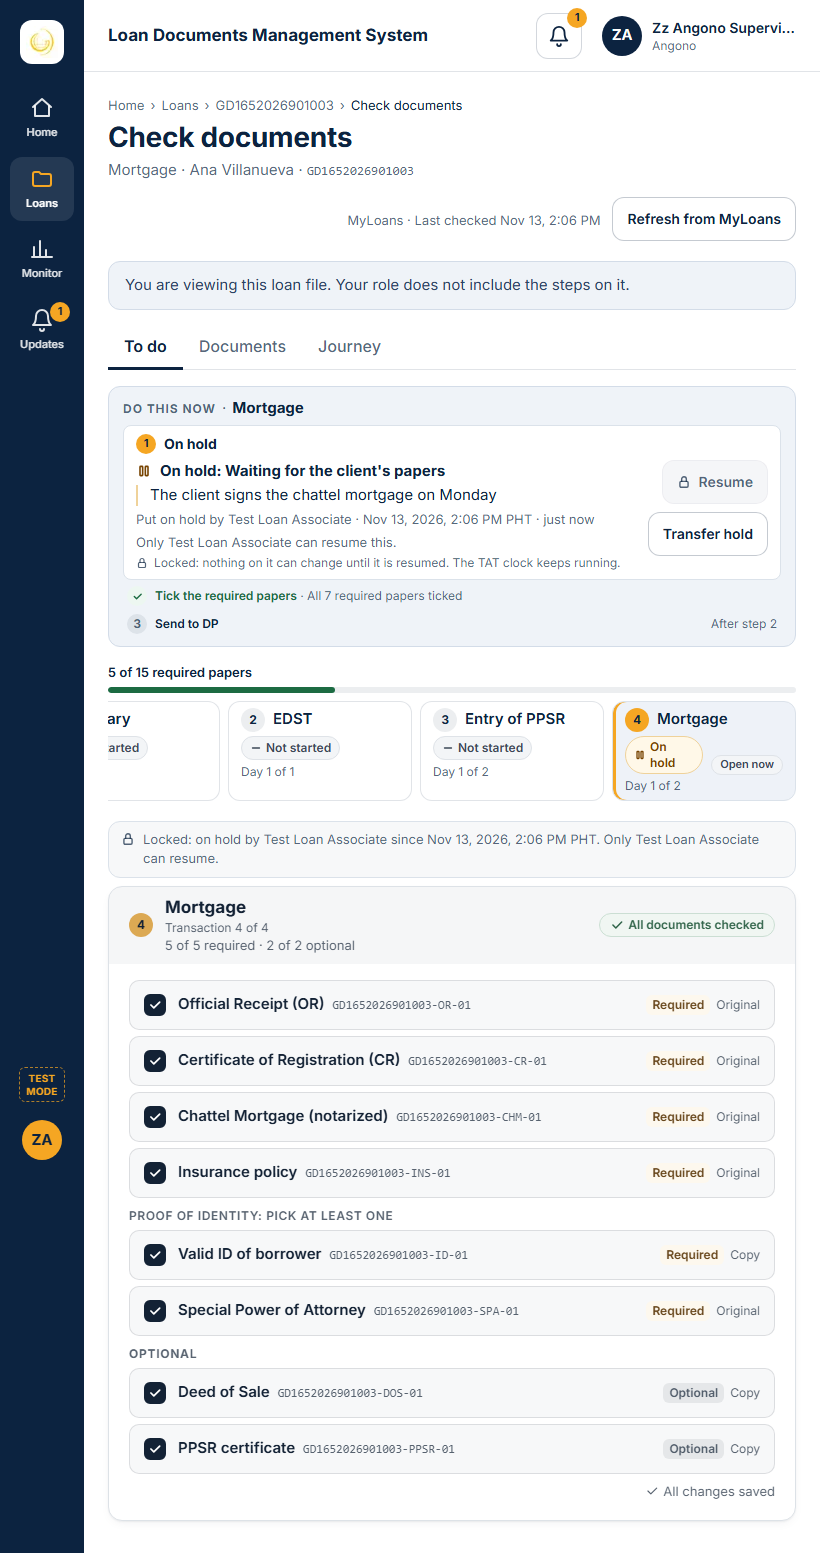 Loan Documents Management System
1
ZA
Zz Angono Supervi...
Angono
Home
Loans
Monitor
1
Updates
TEST
MODE
ZA
Home › Loans › GD1652026901003 › Check documents
Check documents
Mortgage · Ana Villanueva · GD1652026901003
MyLoans · Last checked Nov 13, 2:06 PM
Refresh from MyLoans
You are viewing this loan file. Your role does not include the steps on it.
To do
Documents
Journey
DO THIS NOW · Mortgage
1 On hold
On hold: Waiting for the client's papers
The client signs the chattel mortgage on Monday
Put on hold by Test Loan Associate · Nov 13, 2026, 2:06 PM PHT · just now
Only Test Loan Associate can resume this.
Locked: nothing on it can change until it is resumed. The TAT clock keeps running.
Resume
Transfer hold
Tick the required papers · All 7 required papers ticked
3 Send to DP
After step 2
5 of 15 required papers
ary
arted
2 EDST
Not started
Day 1 of 1
3 Entry of PPSR
Not started
Day 1 of 2
4 Mortgage
On hold
Open now
Day 1 of 2
Locked: on hold by Test Loan Associate since Nov 13, 2026, 2:06 PM PHT. Only Test Loan Associate
can resume.
4
Mortgage
Transaction 4 of 4
5 of 5 required · 2 of 2 optional
All documents checked
Official Receipt (OR) GD1652026901003-OR-01 Required Original
Certificate of Registration (CR) GD1652026901003-CR-01 Required Original
Chattel Mortgage (notarized) GD1652026901003-CHM-01 Required Original
Insurance policy GD1652026901003-INS-01 Required Original
PROOF OF IDENTITY: PICK AT LEAST ONE
Valid ID of borrower GD1652026901003-ID-01 Required Copy
Special Power of Attorney GD1652026901003-SPA-01 Required Original
OPTIONAL
Deed of Sale GD1652026901003-DOS-01 Optional Copy
PPSR certificate GD1652026901003-PPSR-01 Optional Copy
All changes saved